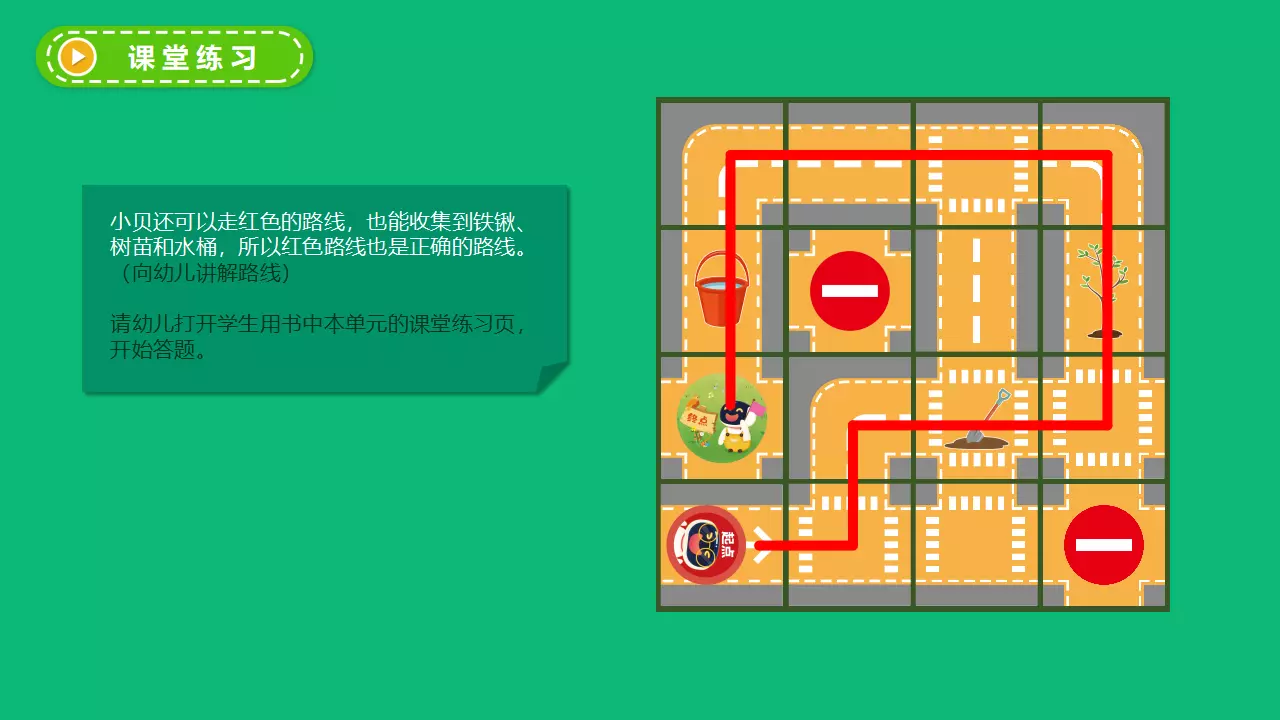 课堂练习
小贝还可以走红色的路线，也能收集到铁锹、
树苗和水桶，所以红色路线也是正确的路线。
（向幼儿讲解路线）
请幼儿打开学生用书中本单元的课堂练习页，
开始答题。
终点
起点